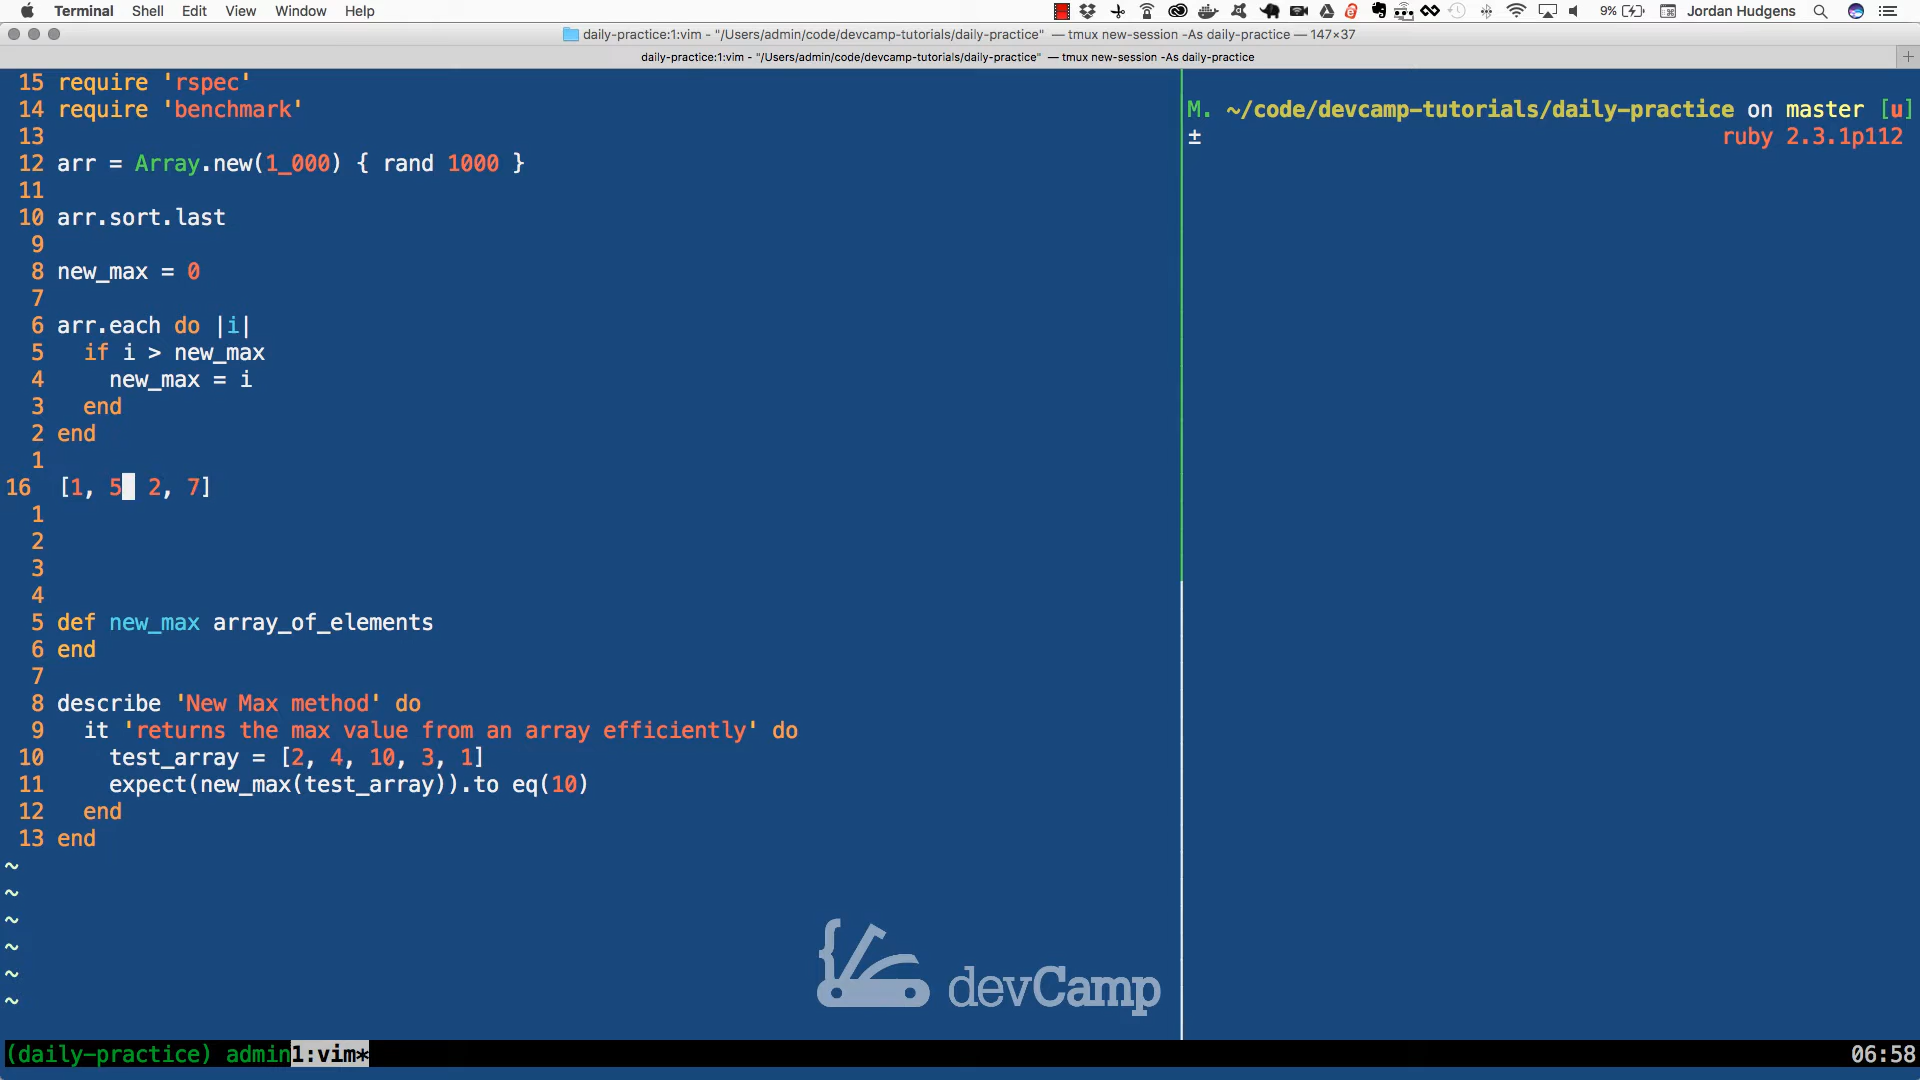 Terminal Shell Edit View Window Help 9% Jordan Hudgens
daily-practice:1:vim - "/Users/admin/code/devcamp-tutorials/daily-practice" — tmux new-session -As daily-practice — 147×37
daily-practice:1:vim - "/Users/admin/code/devcamp-tutorials/daily-practice" — tmux new-session -As daily-practice
15 require 'rspec'
14 require 'benchmark'
13
12 arr = Array.new(1_000) { rand 1000 }
11
10 arr.sort.last
9
8 new_max = 0
7
6 arr.each do |i|
5   if i > new_max
4     new_max = i
3   end
2 end
1
16 [1, 5 2, 7]
1
2
3
4
5 def new_max array_of_elements
6 end
7
8 describe 'New Max method' do
9   it 'returns the max value from an array efficiently' do
10     test_array = [2, 4, 10, 3, 1]
11     expect(new_max(test_array)).to eq(10)
12   end
13 end
~
~
~
~
~
~
M. ~/code/devcamp-tutorials/daily-practice on master [u]
± ruby 2.3.1p112
devCamp
(daily-practice) admin1:vim* 06:58